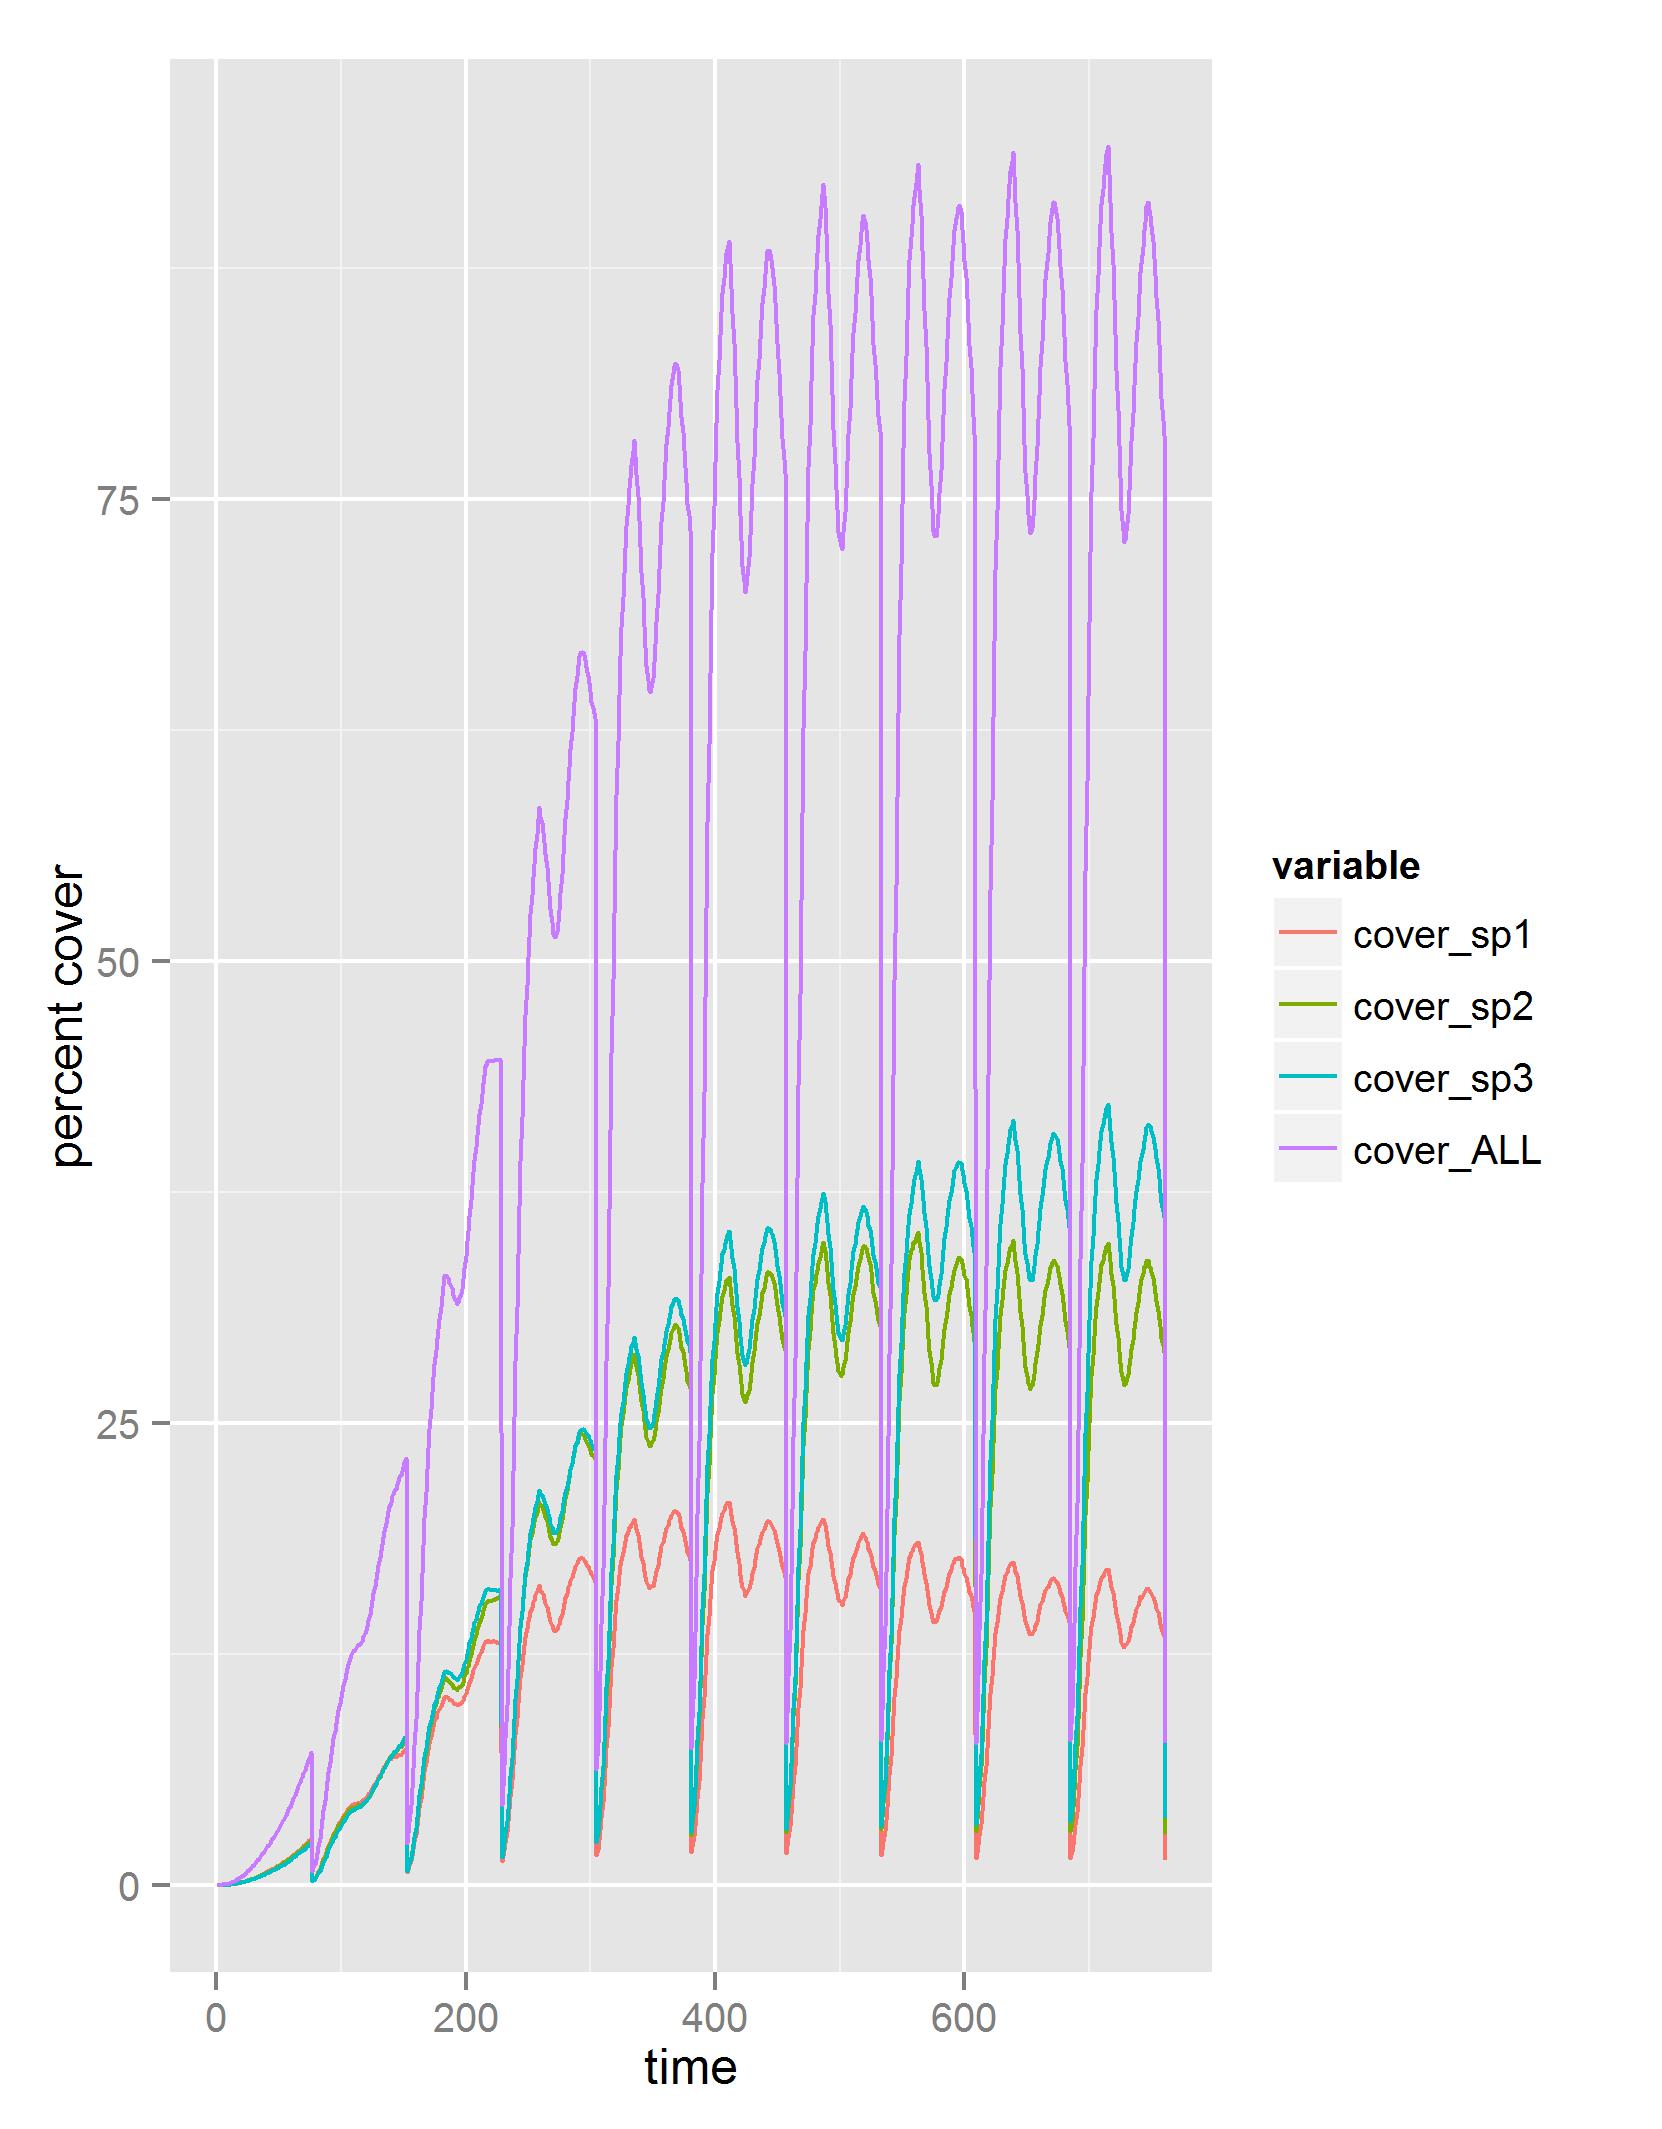 percent cover
75
50
25
0
0 200 400 600
time
variable
cover_sp1
cover_sp2
cover_sp3
cover_ALL